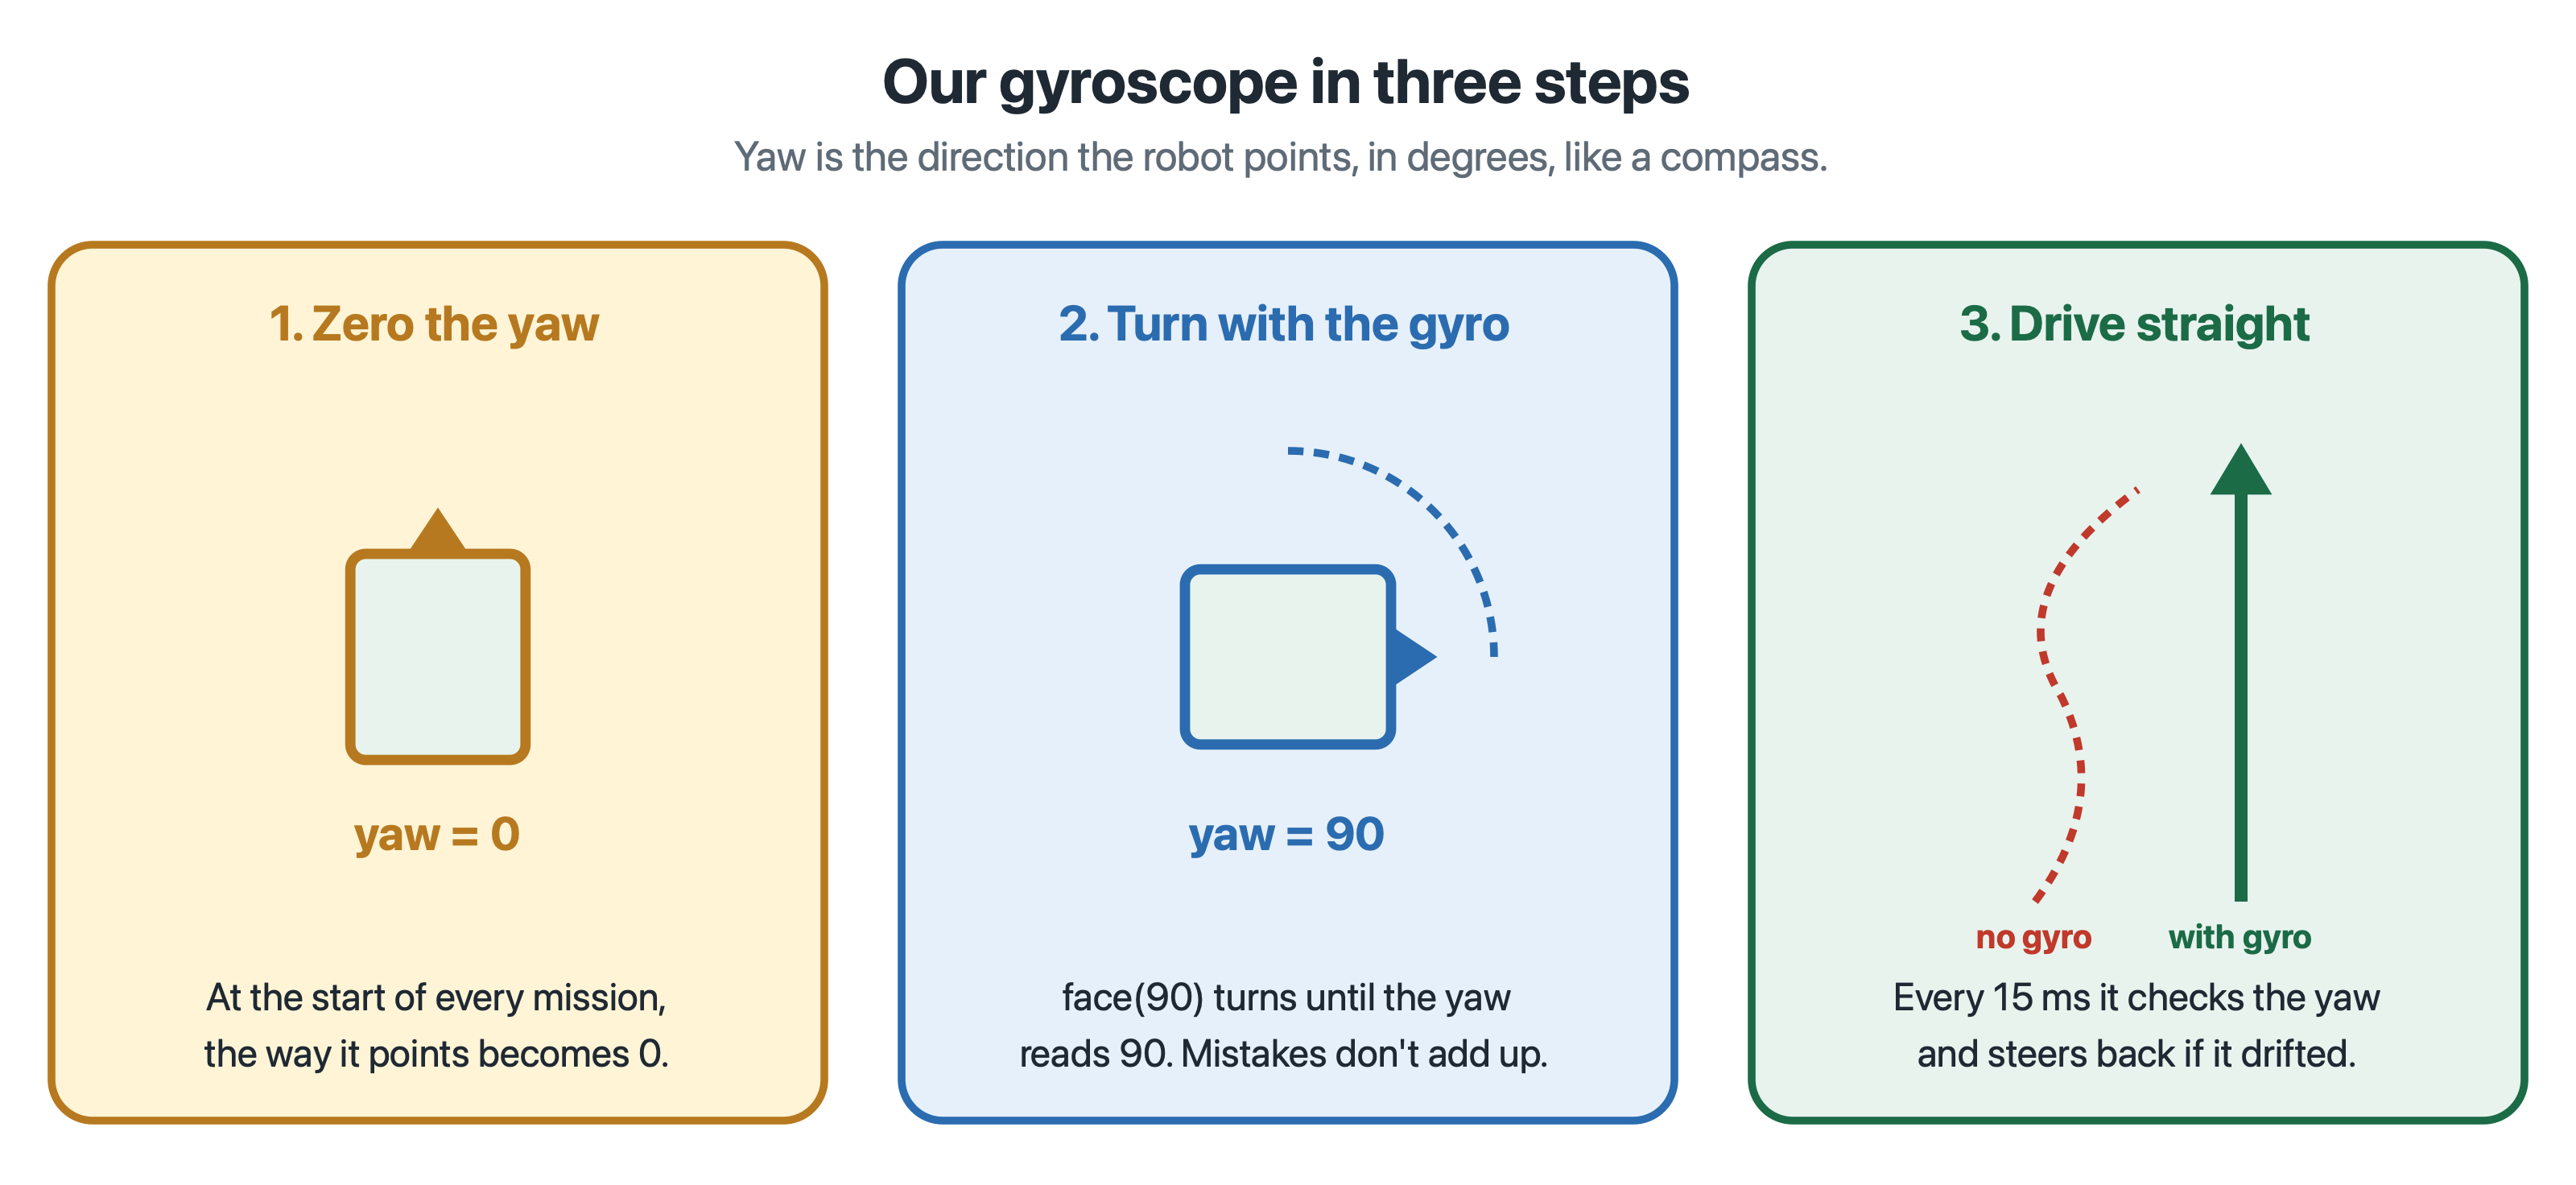 Our gyroscope in three steps
Yaw is the direction the robot points, in degrees, like a compass.
1. Zero the yaw
yaw = 0
At the start of every mission,
the way it points becomes 0.
2. Turn with the gyro
yaw = 90
face(90) turns until the yaw
reads 90. Mistakes don't add up.
3. Drive straight
no gyro
with gyro
Every 15 ms it checks the yaw
and steers back if it drifted.